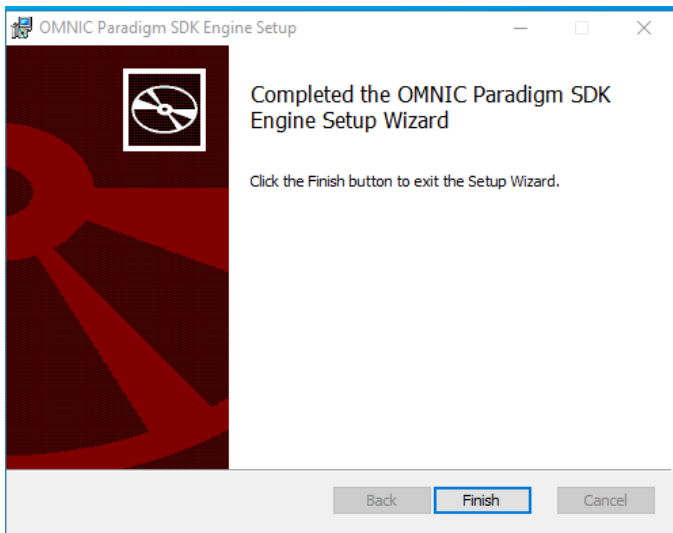 OMNIC Paradigm SDK Engine Setup
Completed the OMNIC Paradigm SDK
Engine Setup Wizard
Click the Finish button to exit the Setup Wizard.
Back Finish Cancel